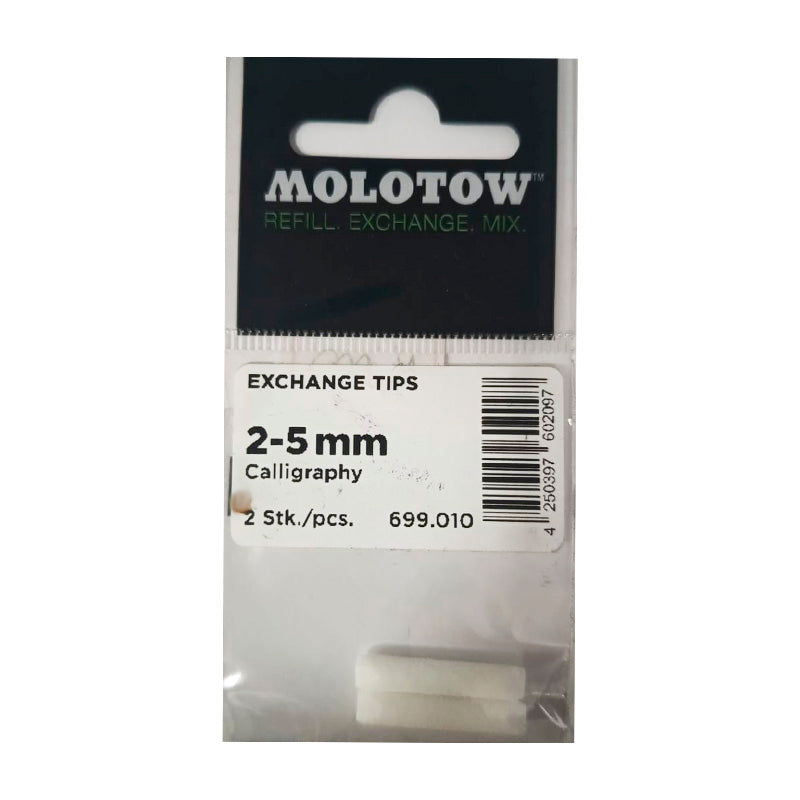 MOLOTOW™
REFILL. EXCHANGE. MIX.
EXCHANGE TIPS
2-5 mm
Calligraphy
2 Stk./pcs. 699.010
4 250397 602097